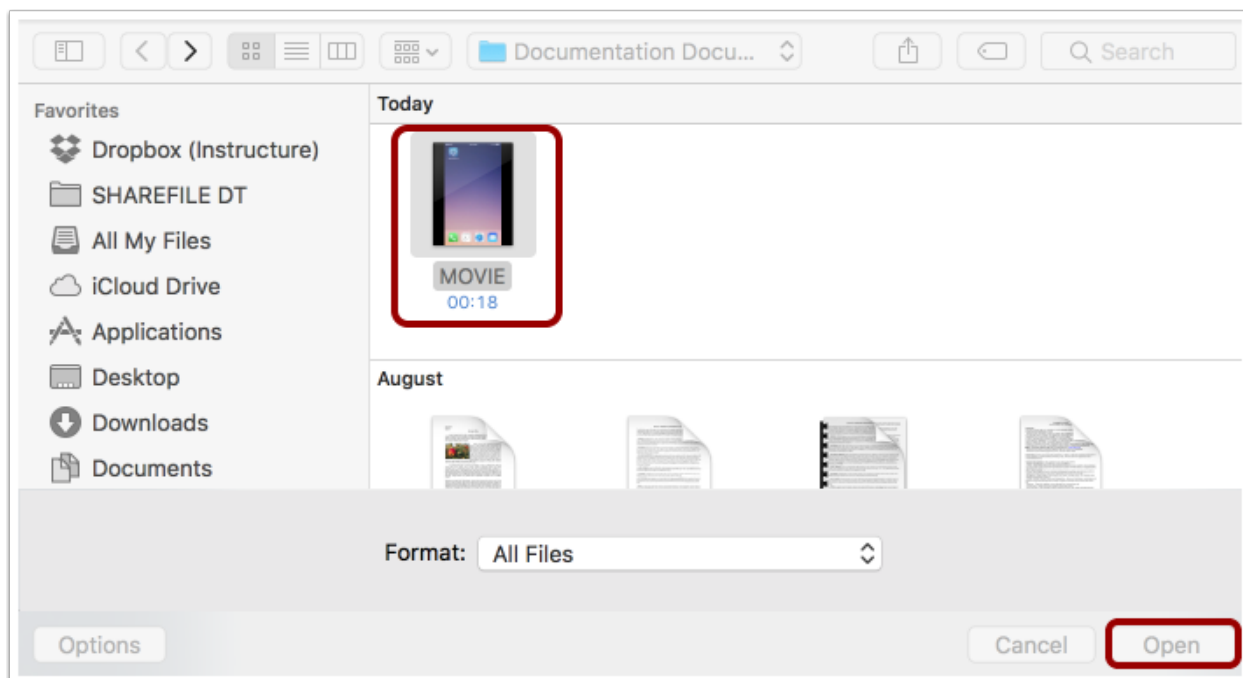 Documentation Docu...
Search
Favorites
Dropbox (Instructure)
SHAREFILE DT
All My Files
iCloud Drive
Applications
Desktop
Downloads
Documents
Today
MOVIE
00:18
August
Format: All Files
Options
Cancel
Open